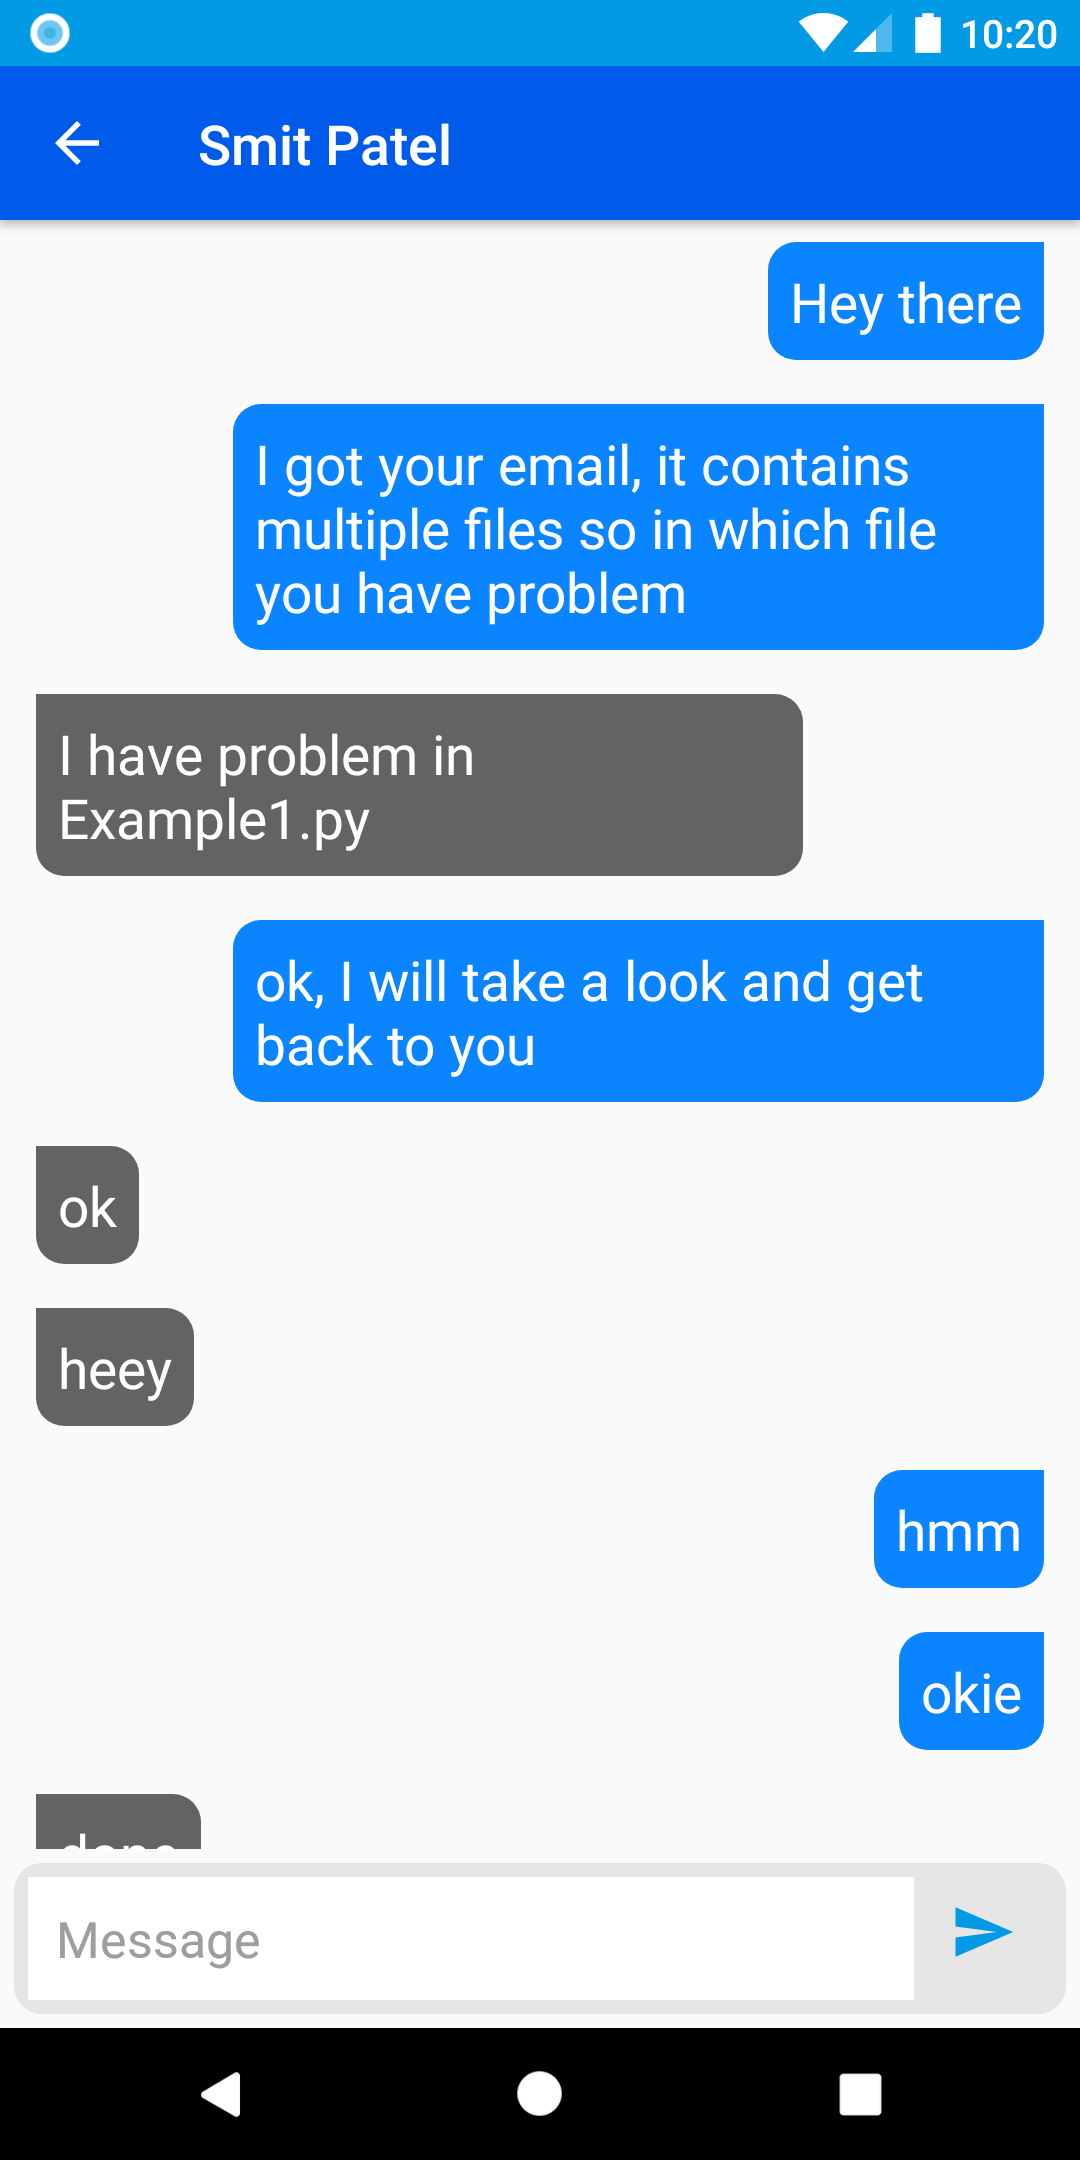 10:20
Smit Patel
Hey there
I got your email, it contains
multiple files so in which file
you have problem
I have problem in
Example1.py
ok, I will take a look and get
back to you
ok
heey
hmm
okie
Message